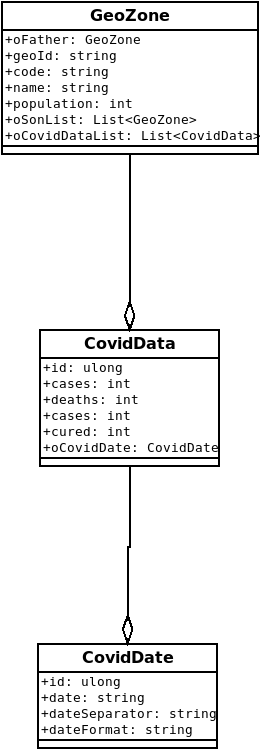 GeoZone
+oFather: GeoZone
+geoId: string
+code: string
+name: string
+population: int
+oSonList: List<GeoZone>
+oCovidDataList: List<CovidData>
CovidData
+id: ulong
+cases: int
+deaths: int
+cases: int
+cured: int
+oCovidDate: CovidDate
CovidDate
+id: ulong
+date: string
+dateSeparator: string
+dateFormat: string